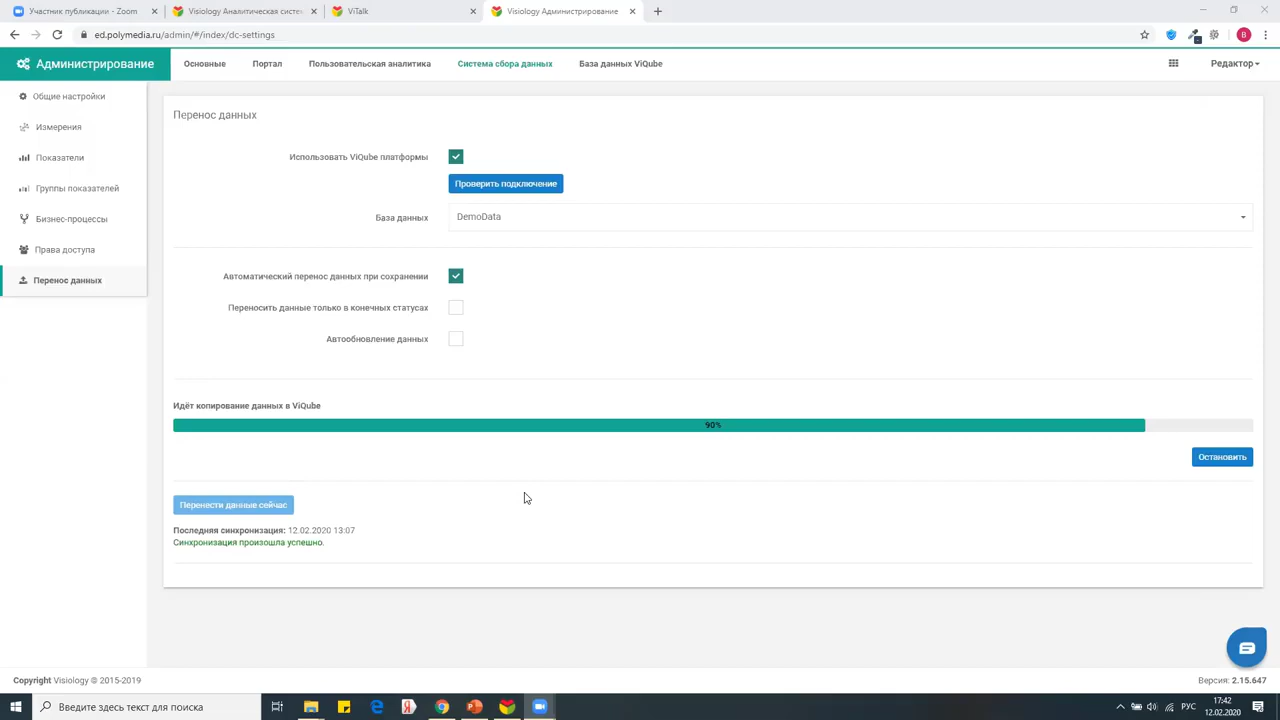 Участник публикации - Zoom
Visiology Аналитическая систе
ViTalk
Visiology Администрирование
ed.polymedia.ru/admin/#/index/dc-settings
B
Администрирование
Основные
Портал
Пользовательская аналитика
Система сбора данных
База данных ViQube
Редактор
Общие настройки
Измерения
Показатели
Группы показателей
Бизнес-процессы
Права доступа
Перенос данных
Перенос данных
Использовать ViQube платформы
Проверить подключение
База данных
DemoData
Автоматический перенос данных при сохранении
Переносить данные только в конечных статусах
Автообновление данных
Идёт копирование данных в ViQube
90%
Остановить
Перенести данные сейчас
Последняя синхронизация: 12.02.2020 13:07
Синхронизация произошла успешно.
Copyright Visiology © 2015-2019
Версия: 2.15.647
Введите здесь текст для поиска
РУС
17:42
12.02.2020